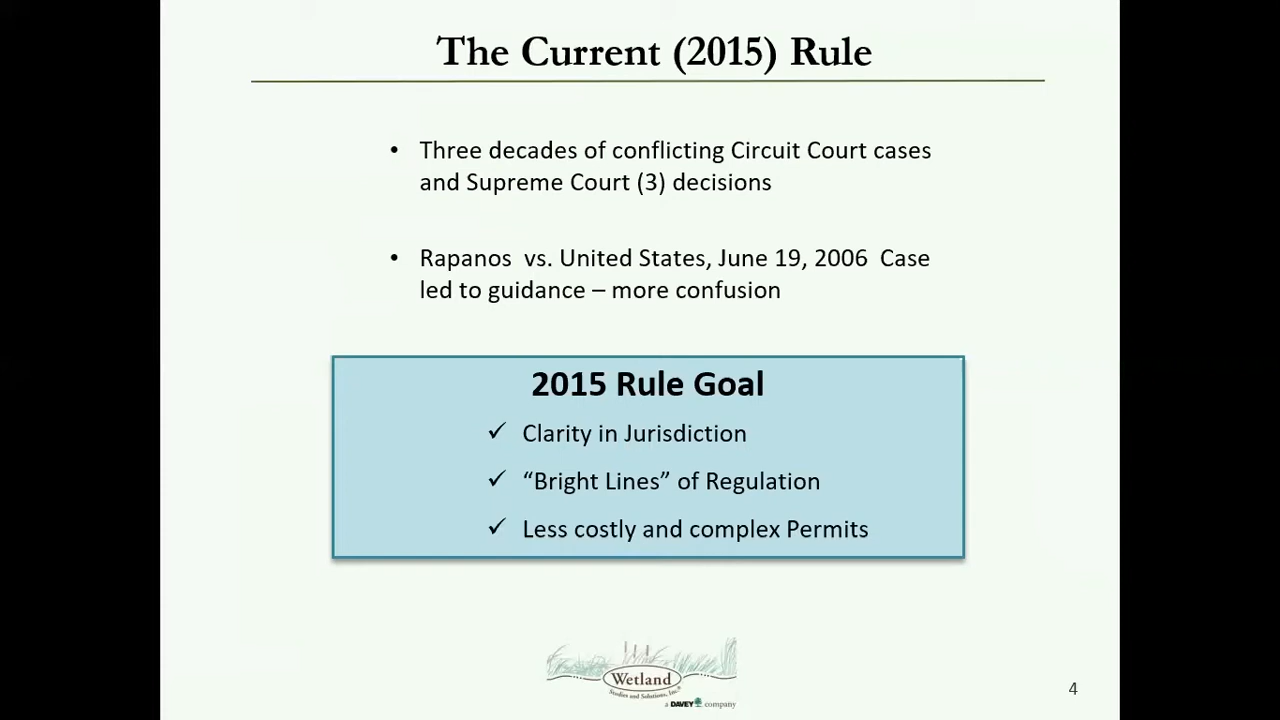 The Current (2015) Rule
• Three decades of conflicting Circuit Court cases
and Supreme Court (3) decisions
• Rapanos vs. United States, June 19, 2006 Case
led to guidance – more confusion
2015 Rule Goal
✓ Clarity in Jurisdiction
✓ “Bright Lines” of Regulation
✓ Less costly and complex Permits
Wetland
Studies and Solutions, Inc.®
a DAVEY company
4